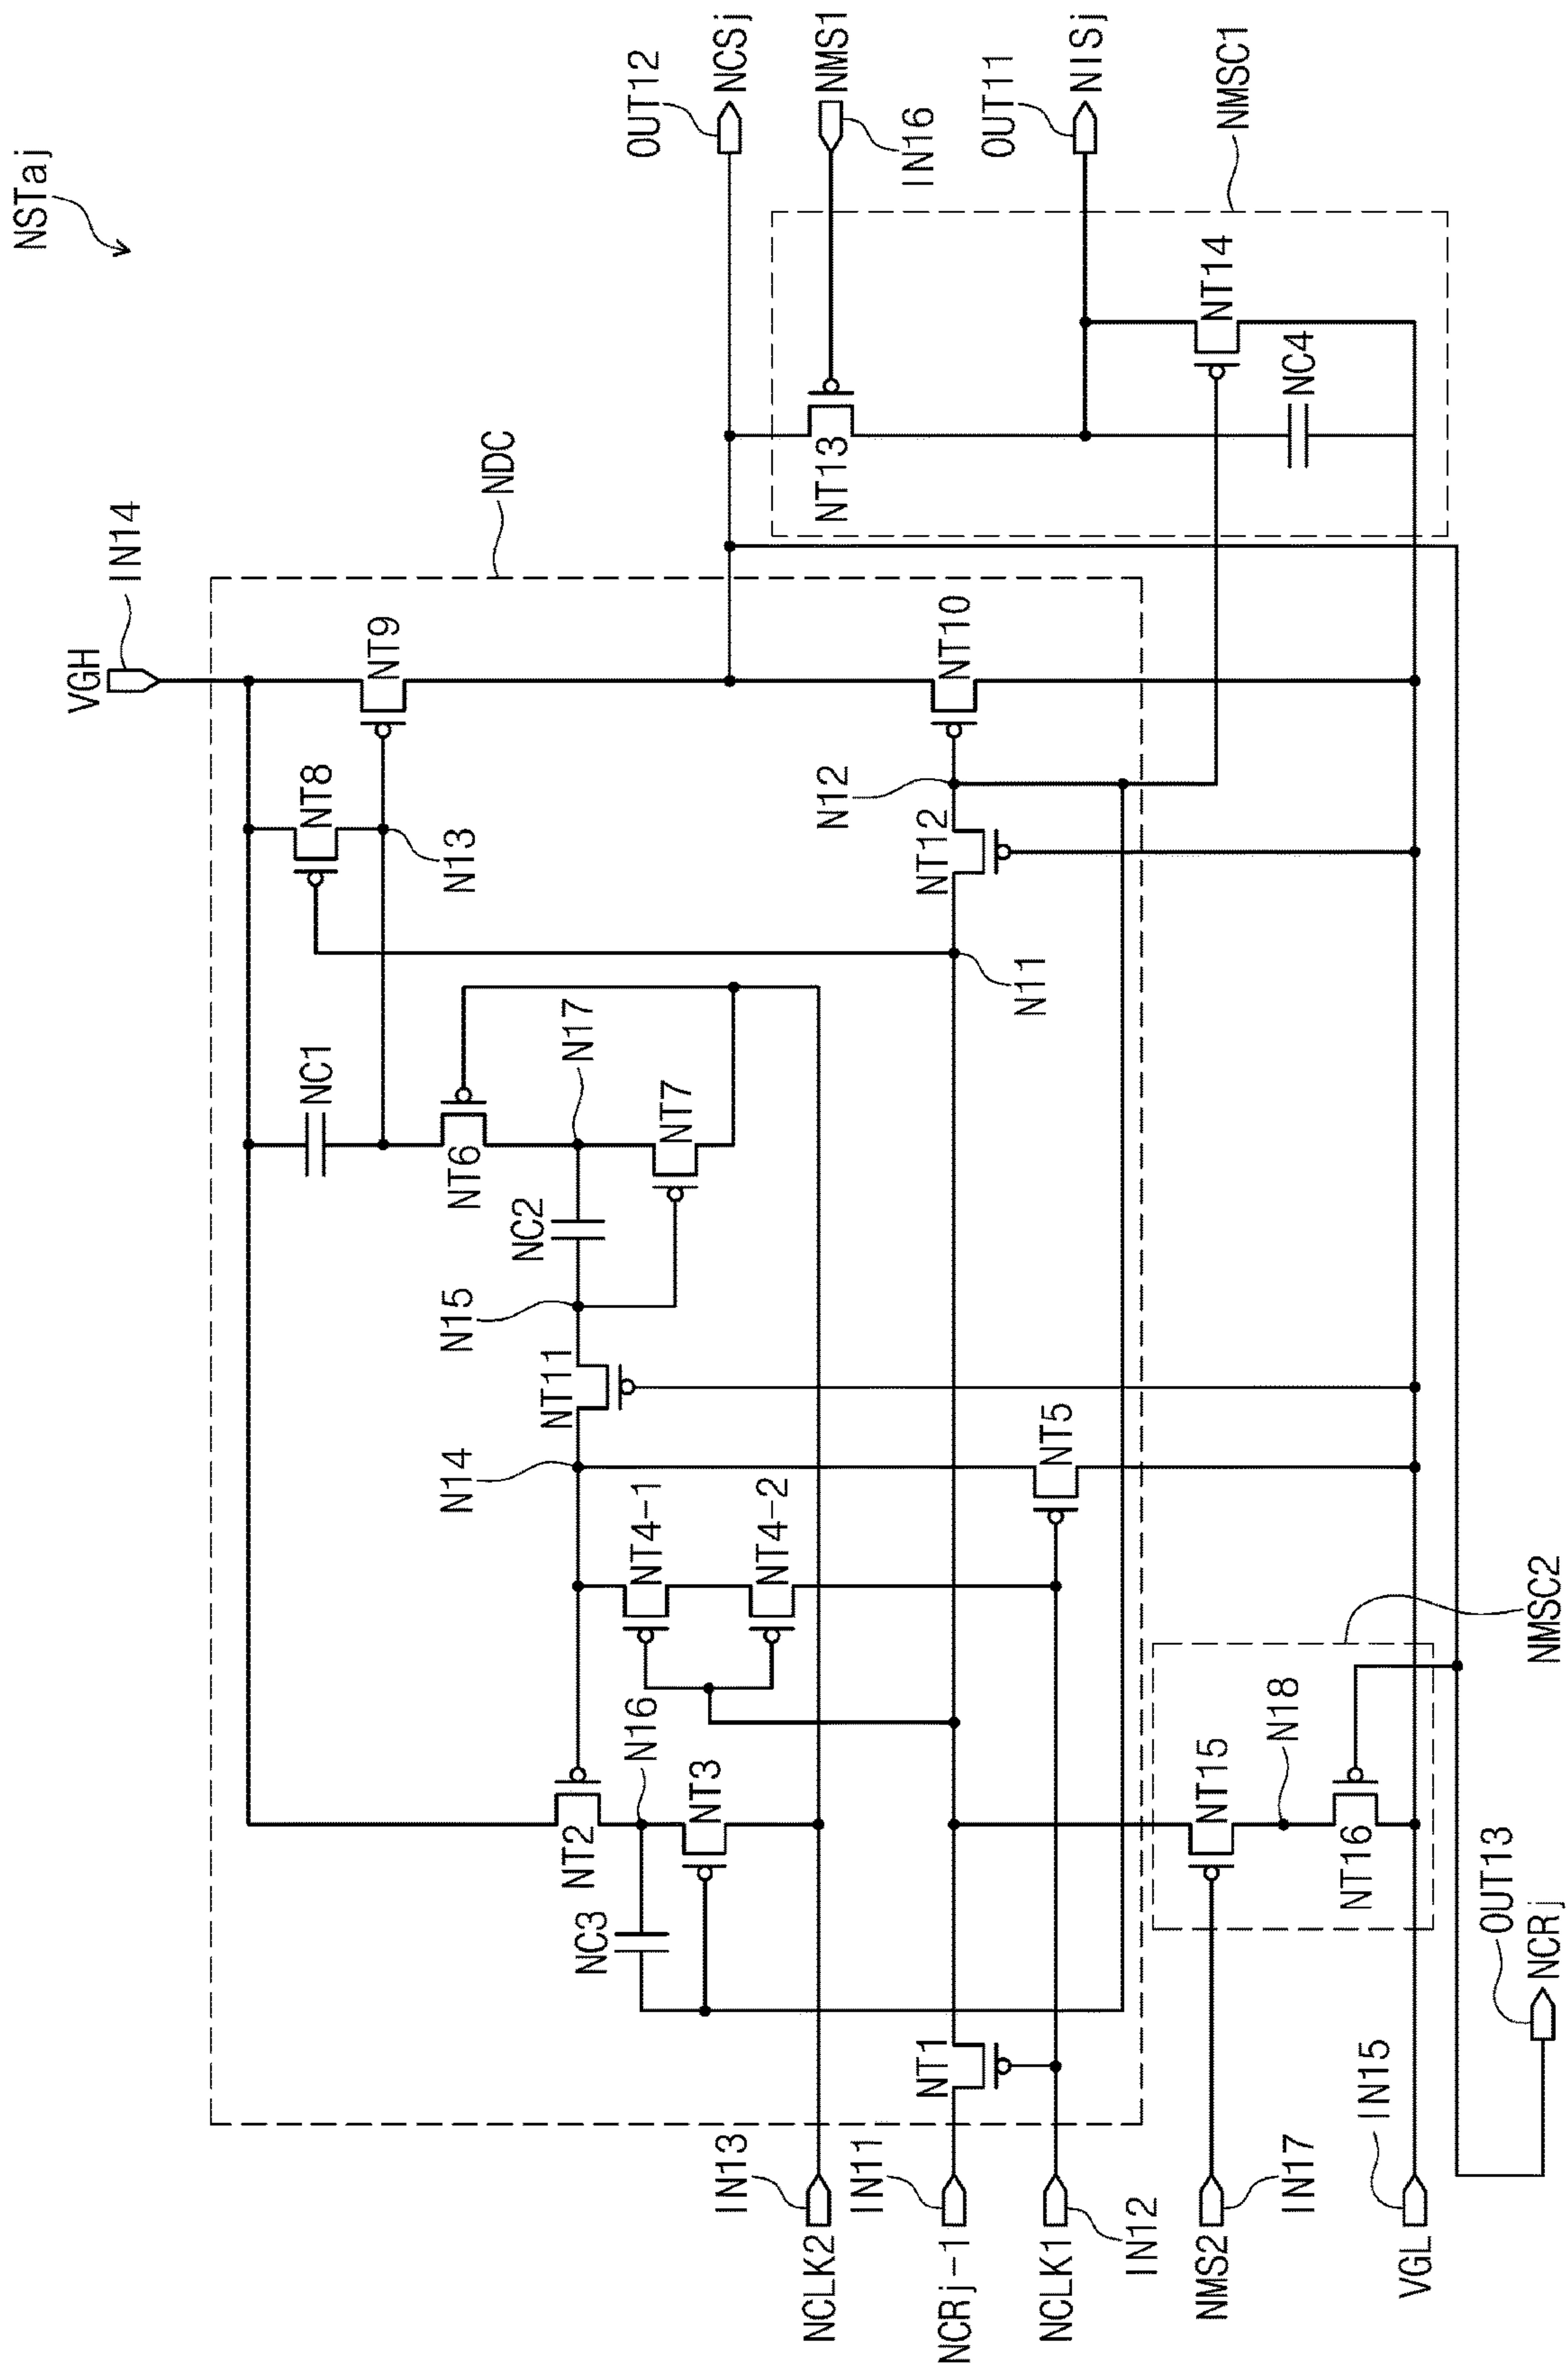 NSTaj
VGH
IN14
NDC
OUT12
NCSj
NMS1
IN16
OUT11
NISj
NMSC1
NT9
NT8
N13
NC1
NT6
N17
NT7
NC2
N15
NT11
N14
NT4-1
NT4-2
NT5
N16
NT2
NT3
NC3
NT1
N11
NT12
N12
NT10
NT13
NT14
NC4
NMSC2
NT15
N18
NT16
IN13
NCLK2
IN11
NCRj-1
NCLK1
IN12
NMS2
IN17
IN15
VGL
OUT13
NCRj